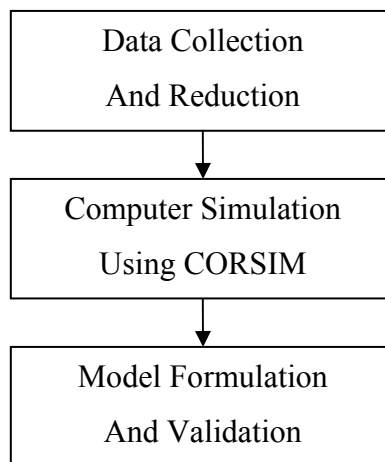 Data Collection
And Reduction
Computer Simulation
Using CORSIM
Model Formulation
And Validation